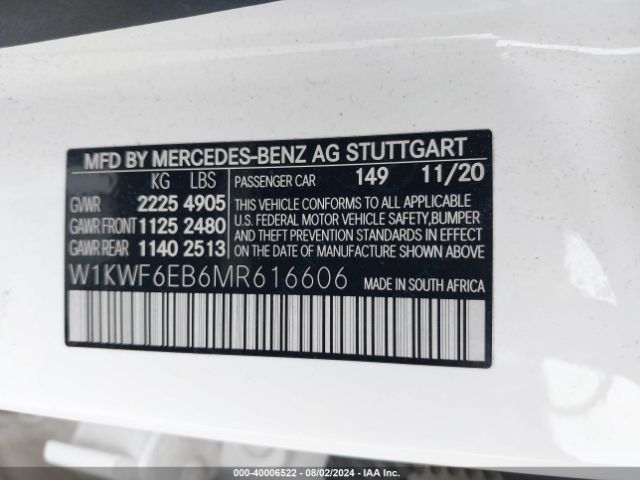 MFD BY MERCEDES-BENZ AG STUTTGART
KG LBS
GVWR 2225 4905
GAWR FRONT 1125 2480
GAWR REAR 1140 2513
PASSENGER CAR 149 11/20
THIS VEHICLE CONFORMS TO ALL APPLICABLE
U.S. FEDERAL MOTOR VEHICLE SAFETY,BUMPER
AND THEFT PREVENTION STANDARDS IN EFFECT
ON THE DATE OF MANUFACTURE SHOWN ABOVE.
W1KWF6EB6MR616606 MADE IN SOUTH AFRICA
000-40006522 - 08/02/2024 - IAAI.COM